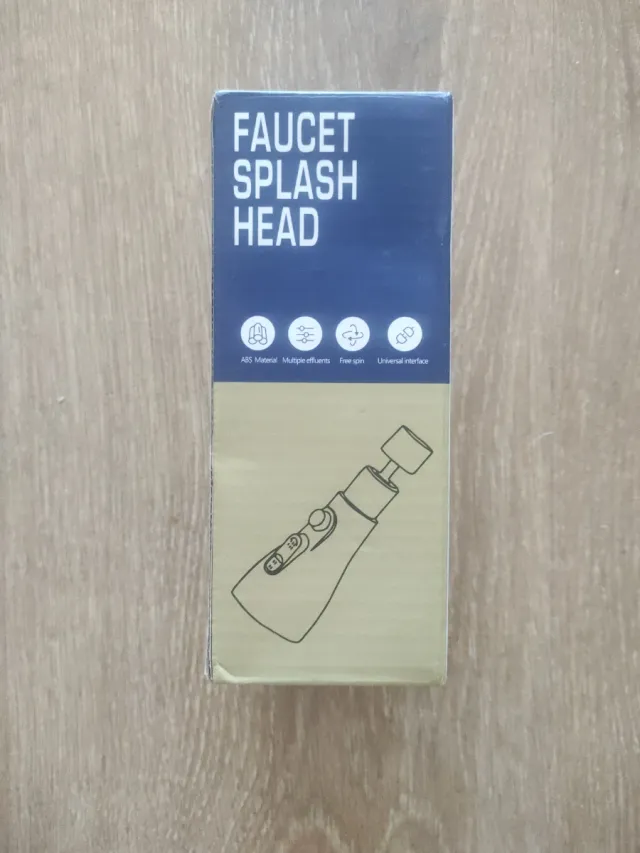 FAUCET
SPLASH
HEAD
ABS Material Multiple effluents Free spin Universal interface